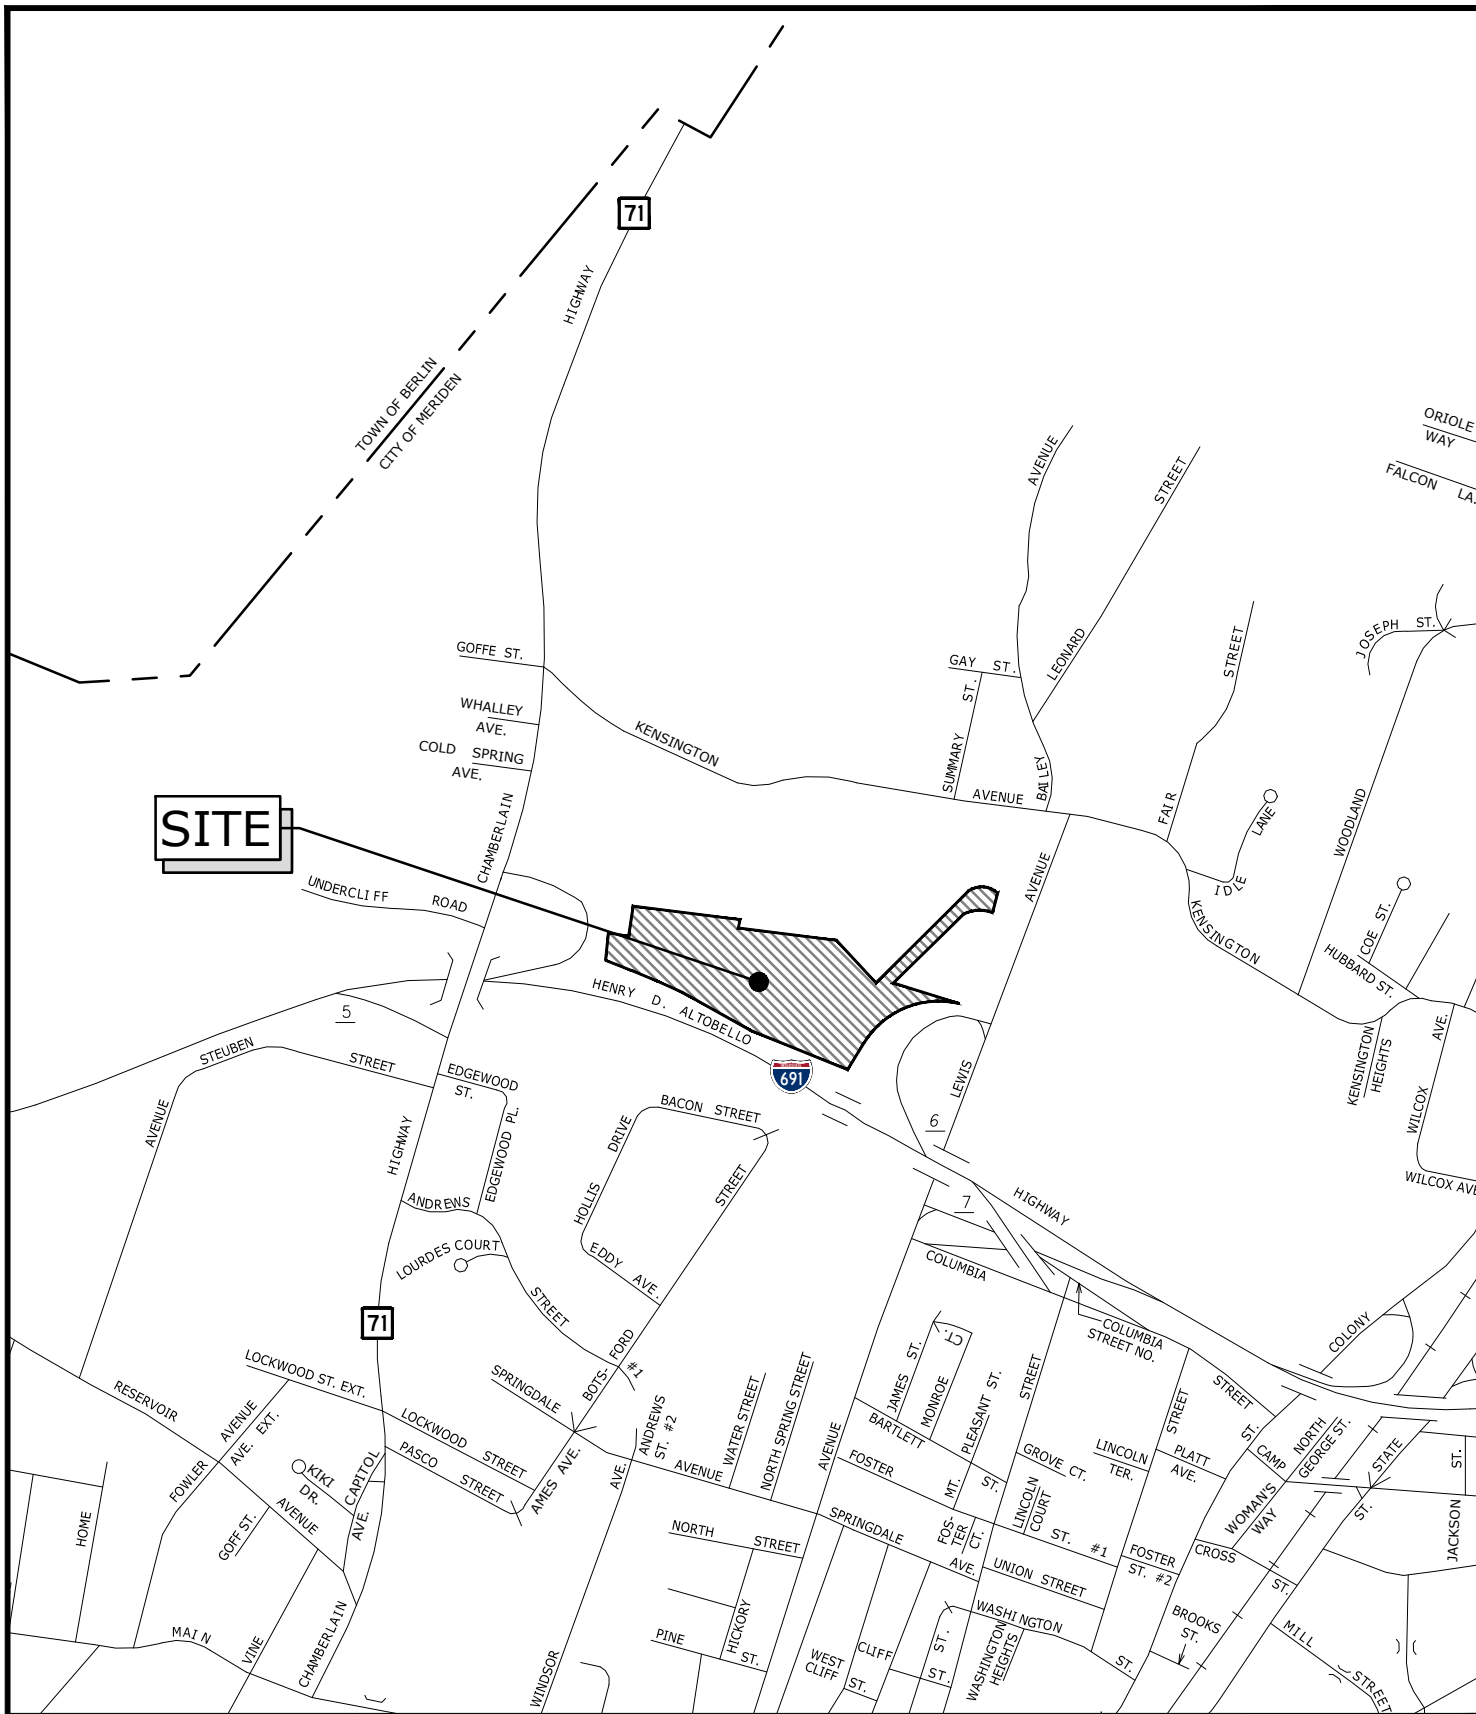 71
HIGHWAY
TOWN OF BERLIN
CITY OF MERIDEN
ORIOLE
WAY
FALCON LA.
AVENUE
STREET
GOFFE ST.
WHALLEY
AVE.
COLD SPRING
AVE.
KENSINGTON
AVENUE
GAY ST.
SUMMARY ST.
BAILEY
LEONARD
STREET
FAIR
JOSEPH ST.
WOODLAND
SITE
CHAMBERLAIN
UNDERCLIFF ROAD
IDLE LANE
KENSINGTON
COE ST.
HUBBARD ST.
AVENUE
LEWIS
HENRY D. ALTOBELLO
691
HIGHWAY
5
STEUBEN
STREET
AVENUE
EDGEWOOD
ST.
EDGEWOOD PL.
HIGHWAY
KENSINGTON
HEIGHTS
WILCOX AVE.
WILCOX AVE
BACON STREET
HOLLIS DRIVE
STREET
EDDY AVE.
BOTS- FORD
6
7
ANDREWS
STREET
#1
LOURDES COURT
71
COLUMBIA
COLUMBIA
STREET NO.
STREET
COLONY
RESERVOIR
AVENUE
LOCKWOOD ST. EXT.
LOCKWOOD STREET
PASCO STREET
SPRINGDALE
AVENUE
AMES AVE.
ANDREWS
ST. #2
WATER STREET
NORTH SPRING STREET
AVENUE
JAMES ST.
MONROE CT.
BARTLETT ST.
MT. PLEASANT ST.
STREET
FOSTER
ST. #1
GROVE CT.
LINCOLN
TER.
LINCOLN
COURT
STREET
PLATT
AVE.
ST.
CAMP
NORTH
GEORGE ST.
STATE
ST.
WOMAN'S
WAY
ST.
JACKSON
FOWLER
AVENUE
AVE. EXT.
KIKI
DR.
CAPITOL
AVE.
GOFF ST.
HOME
MAIN
VINE
CHAMBERLAIN
WINDSOR
AVE.
NORTH STREET
HICKORY
PINE ST.
SPRINGDALE
AVE.
FOS-
TER
CT.
UNION STREET
FOSTER
ST. #2
CROSS
ST.
WASHINGTON
ST.
WASHINGTON
HEIGHTS
WEST
CLIFF
ST.
CLIFF
ST.
ST.
BROOKS
ST.
MILL
STREET